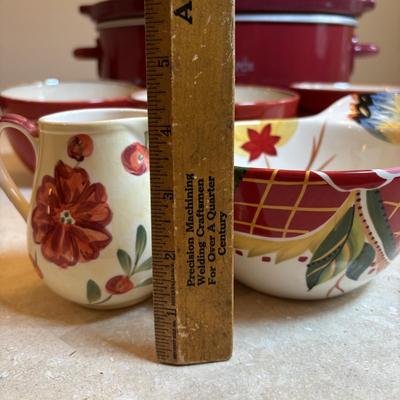 A
5
4
3
2
1
Precision Machining
Welding Craftsmen
For Over A Quarter
Century